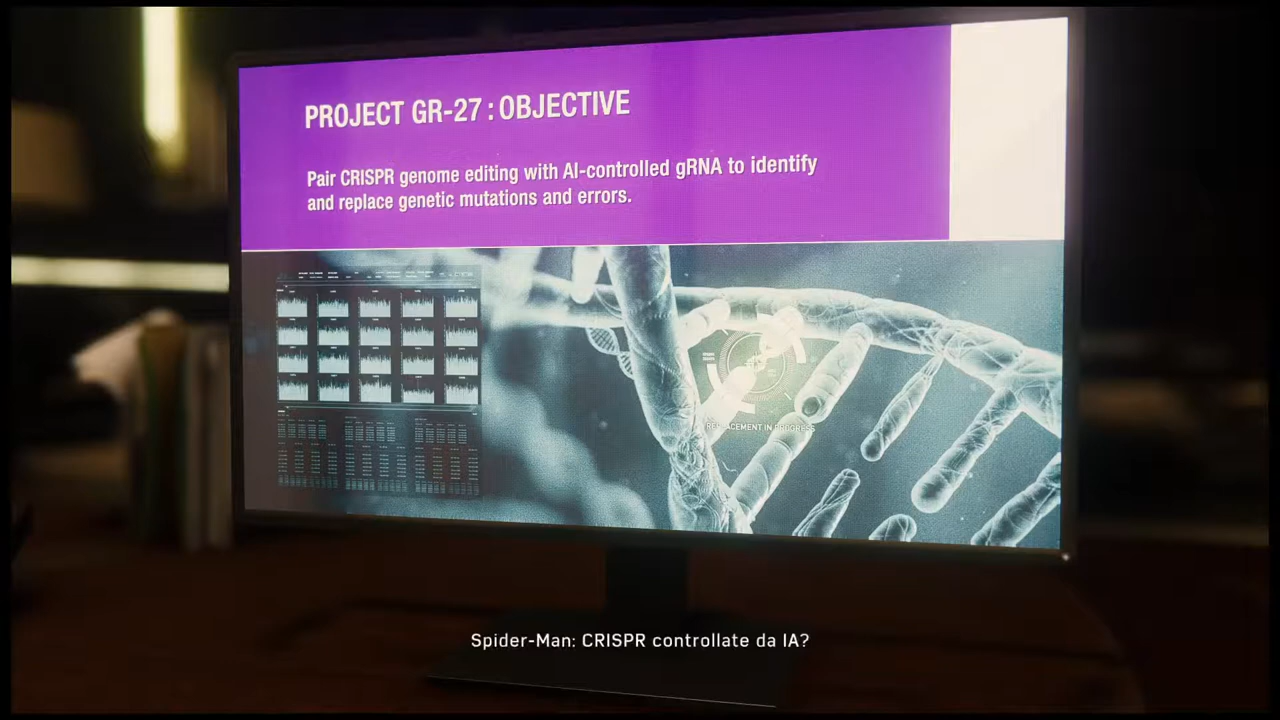 PROJECT GR-27 : OBJECTIVE
Pair CRISPR genome editing with AI-controlled gRNA to identify
and replace genetic mutations and errors.
REPLACEMENT IN PROGRESS
Spider-Man: CRISPR controllate da IA?